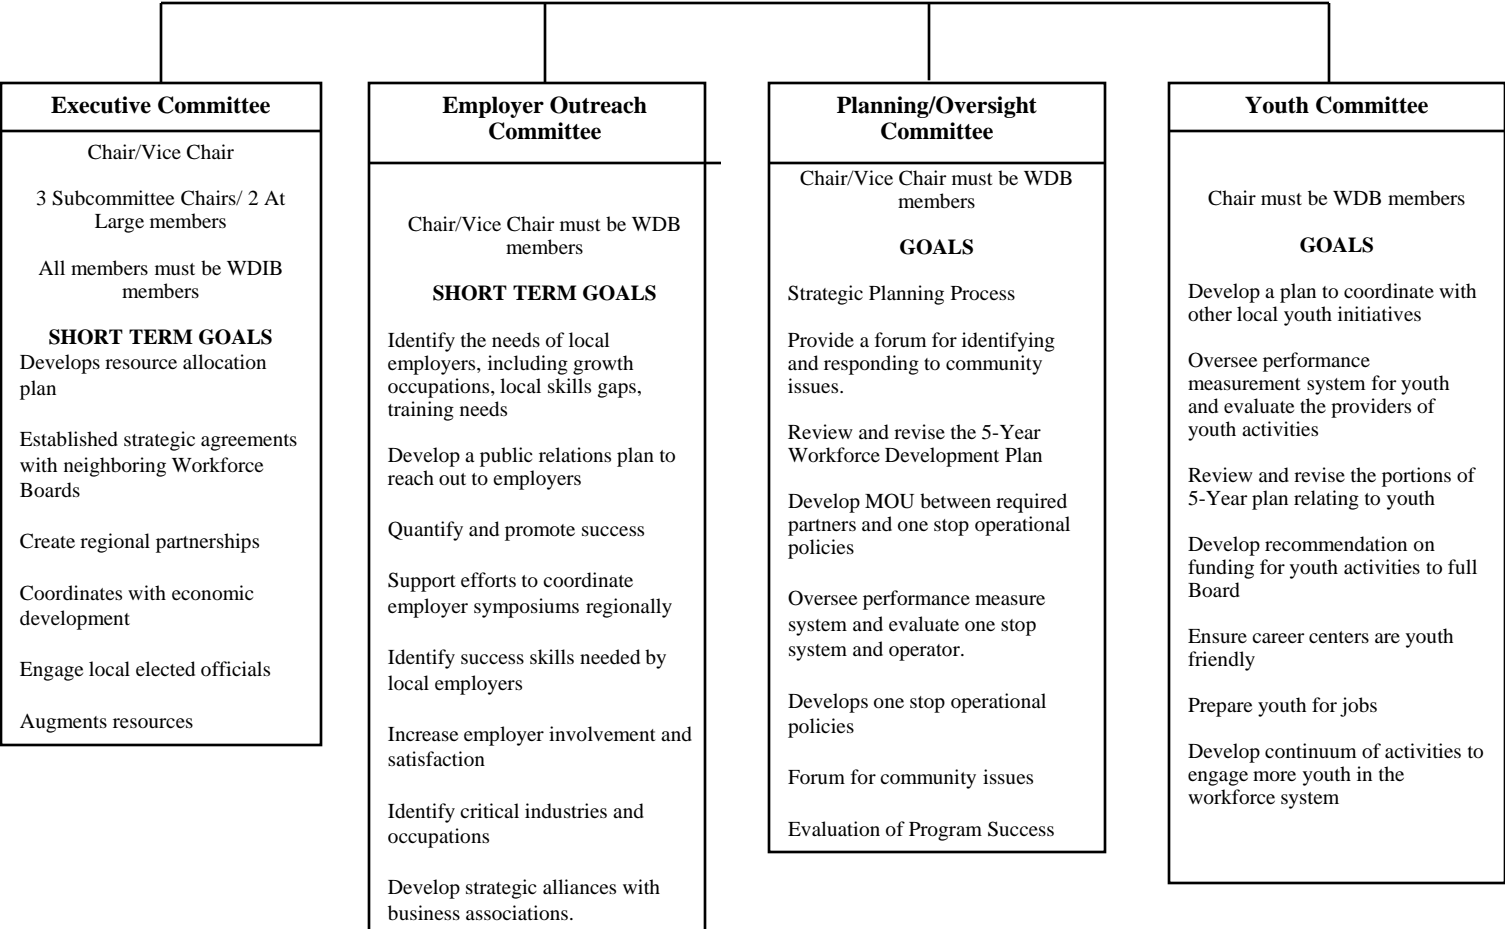 Executive Committee
Chair/Vice Chair
3 Subcommittee Chairs/ 2 At
Large members
All members must be WDIB
members
SHORT TERM GOALS
Develops resource allocation
plan
Established strategic agreements
with neighboring Workforce
Boards
Create regional partnerships
Coordinates with economic
development
Engage local elected officials
Augments resources
Employer Outreach
Committee
Chair/Vice Chair must be WDB
members
SHORT TERM GOALS
Identify the needs of local
employers, including growth
occupations, local skills gaps,
training needs
Develop a public relations plan to
reach out to employers
Quantify and promote success
Support efforts to coordinate
employer symposiums regionally
Identify success skills needed by
local employers
Increase employer involvement and
satisfaction
Identify critical industries and
occupations
Develop strategic alliances with
business associations.
Planning/Oversight
Committee
Chair/Vice Chair must be WDB
members
GOALS
Strategic Planning Process
Provide a forum for identifying
and responding to community
issues.
Review and revise the 5-Year
Workforce Development Plan
Develop MOU between required
partners and one stop operational
policies
Oversee performance measure
system and evaluate one stop
system and operator.
Develops one stop operational
policies
Forum for community issues
Evaluation of Program Success
Youth Committee
Chair must be WDB members
GOALS
Develop a plan to coordinate with
other local youth initiatives
Oversee performance
measurement system for youth
and evaluate the providers of
youth activities
Review and revise the portions of
5-Year plan relating to youth
Develop recommendation on
funding for youth activities to full
Board
Ensure career centers are youth
friendly
Prepare youth for jobs
Develop continuum of activities to
engage more youth in the
workforce system